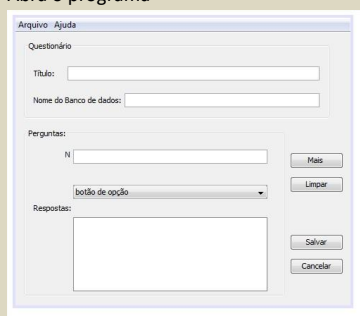 Abra o programa
Arquivo Ajuda
Questionário
Título:
Nome do Banco de dados:
Perguntas:
N
Mais
botão de opção
Limpar
Respostas:
Salvar
Cancelar